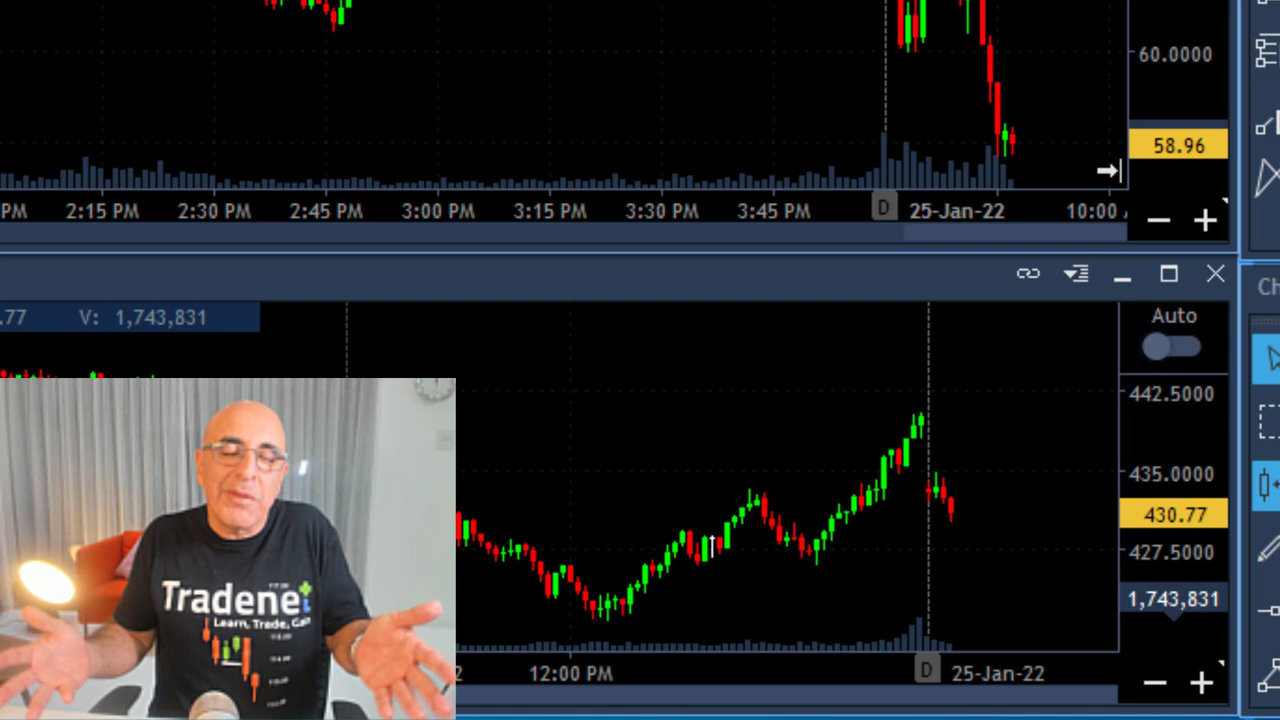 60.0000
58.96
PM 2:15 PM 2:30 PM 2:45 PM 3:00 PM 3:15 PM 3:30 PM 3:45 PM D 25-Jan-22 10:00
.77 V: 1,743,831
Auto
442.5000
435.0000
430.77
427.5000
1,743,831
12:00 PM D 25-Jan-22
Tradenet
Learn, Trade, Gain